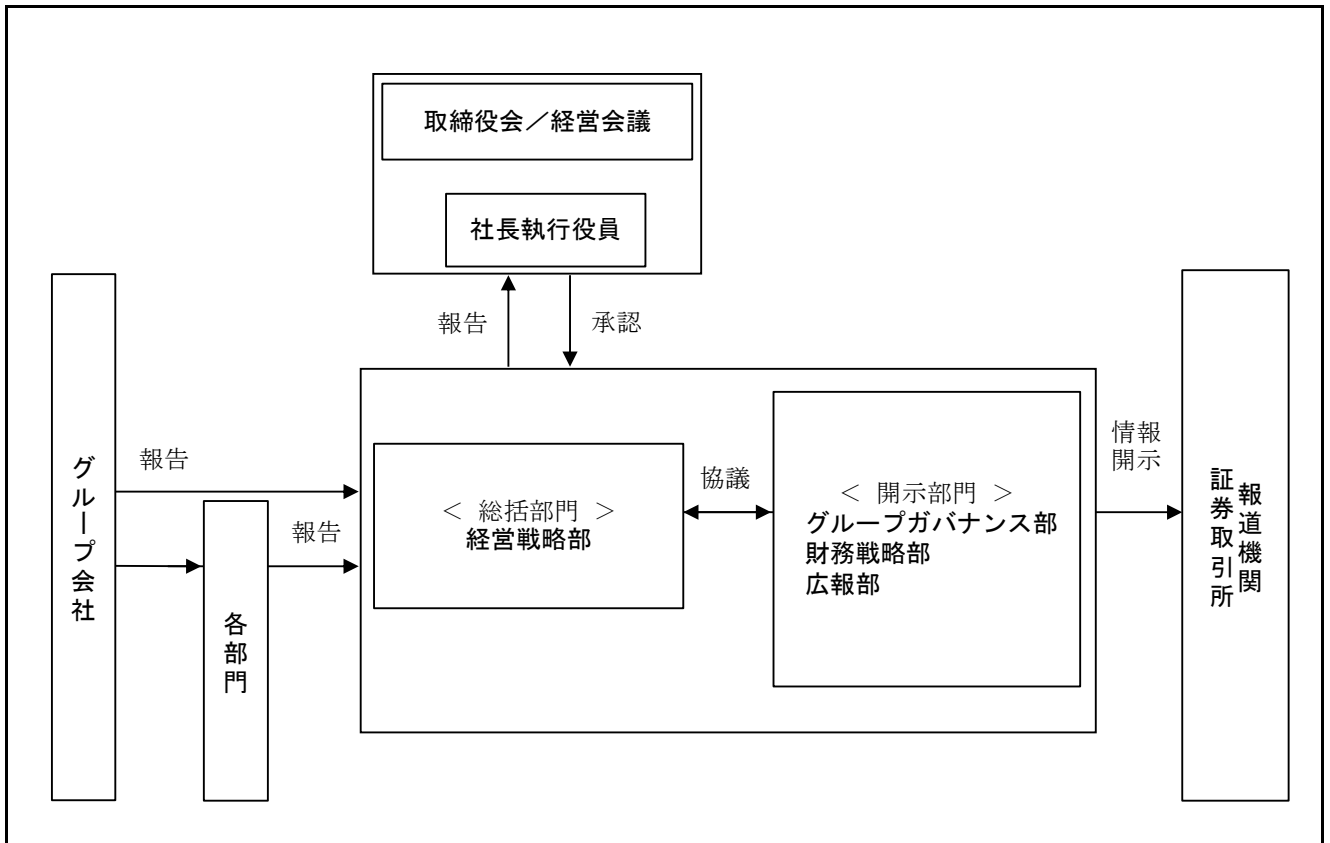 取締役会／経営会議
社長執行役員
報告
承認
グループ会社
報告
各部門
報告
＜ 総括部門 ＞
経営戦略部
協議
＜ 開示部門 ＞
グループガバナンス部
財務戦略部
広報部
情報
開示
報道機関
証券取引所